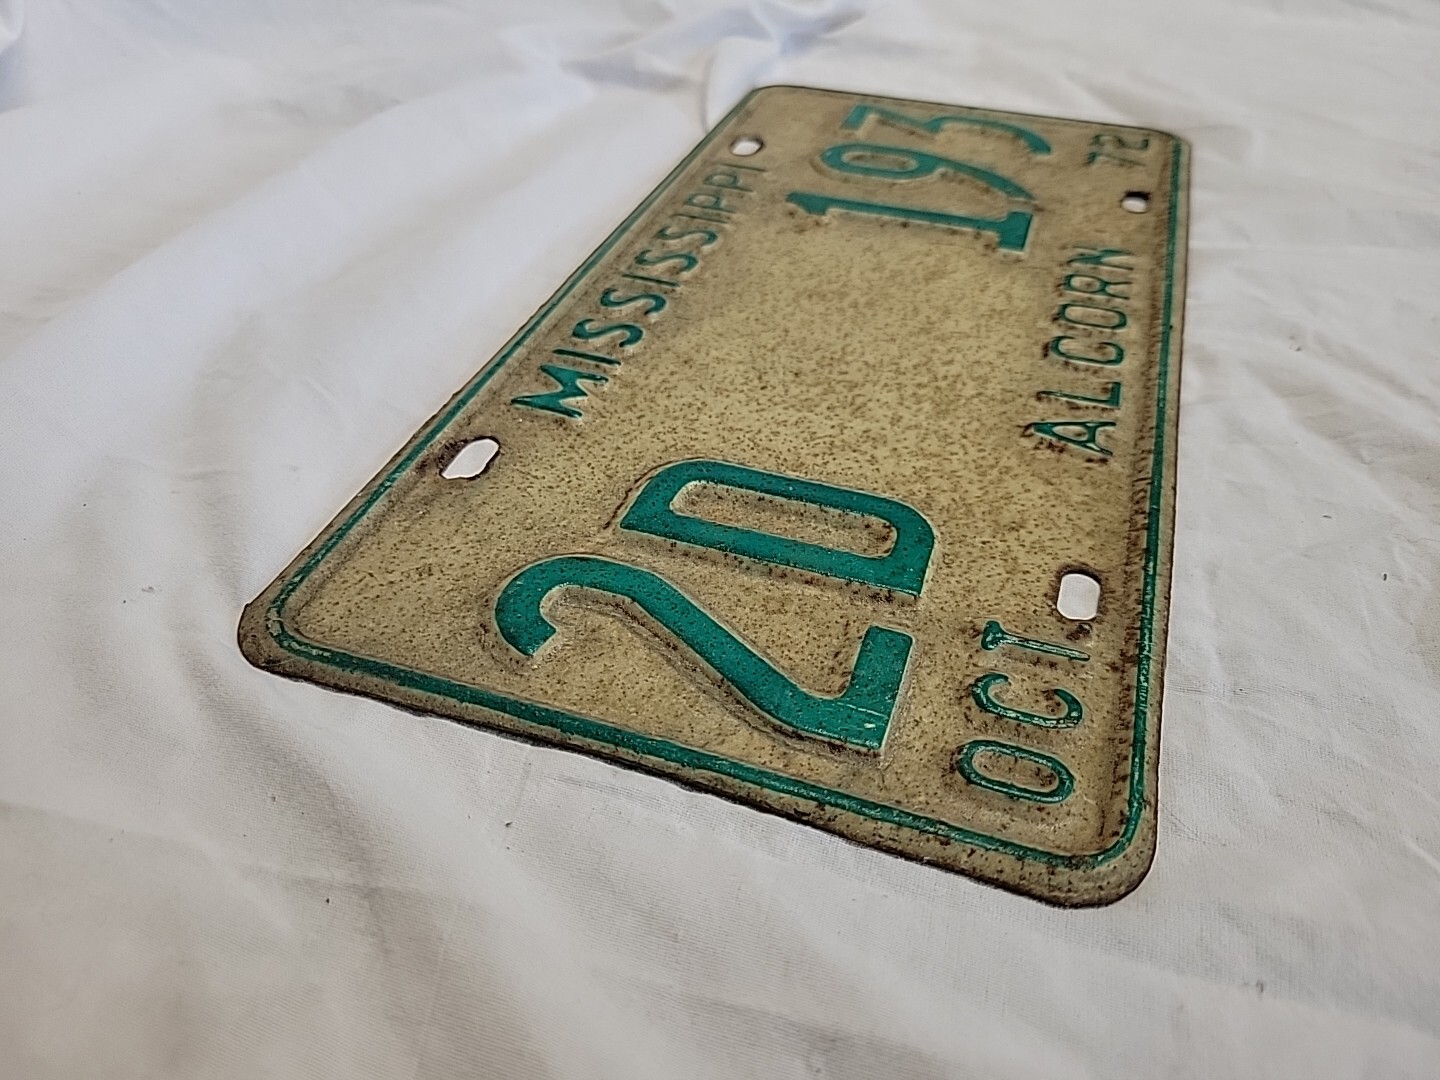 MISSISSIPPI
2D 193
OCT ALCORN 72